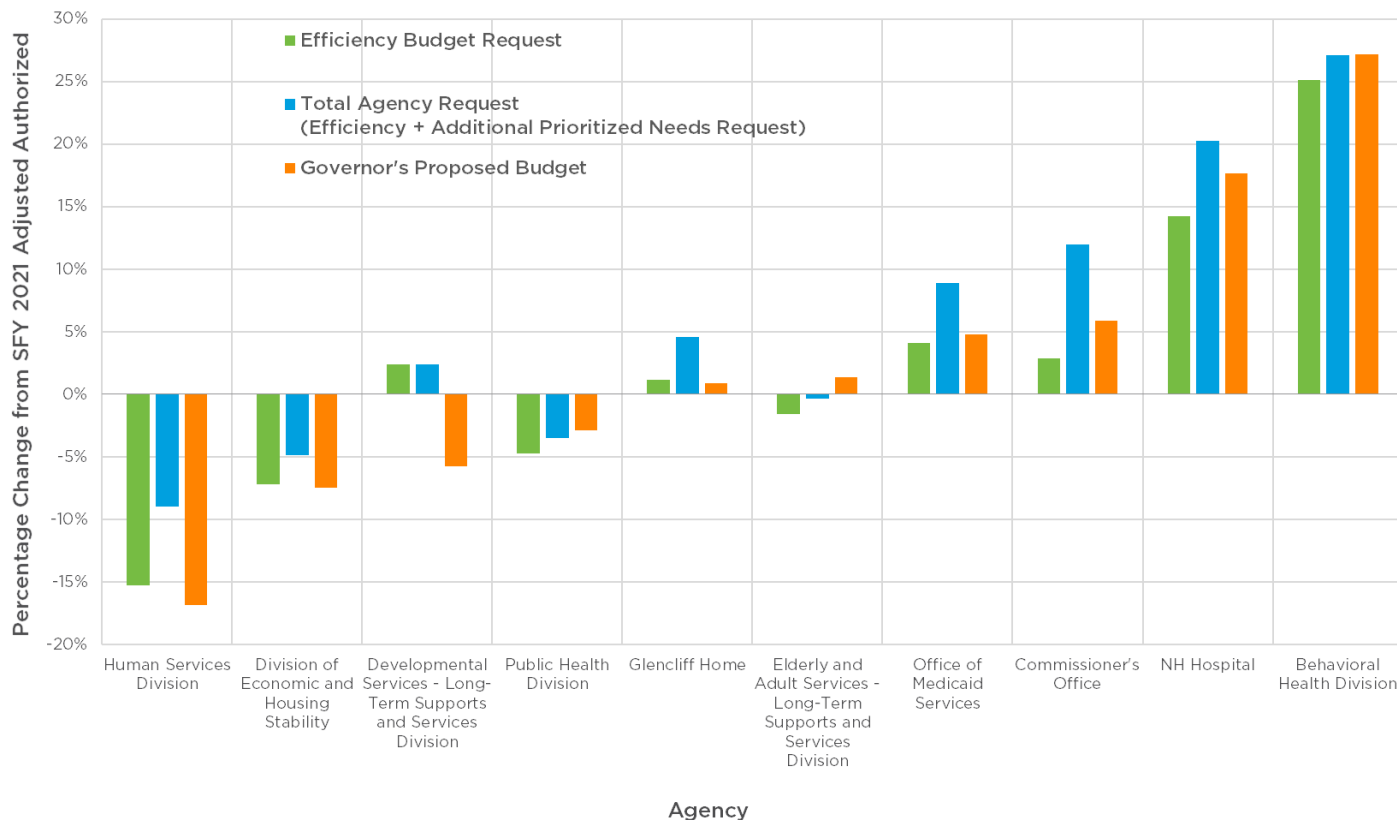 Percentage Change from SFY 2021 Adjusted Authorized
30%
25%
20%
15%
10%
5%
0%
-5%
-10%
-15%
-20%
Efficiency Budget Request
Total Agency Request
(Efficiency + Additional Prioritized Needs Request)
Governor's Proposed Budget
Human Services
Division
Division of
Economic and
Housing
Stability
Developmental
Services - Long-
Term Supports
and Services
Division
Public Health
Division
Glencliff Home
Elderly and
Adult Services -
Long-Term
Supports and
Services
Division
Office of
Medicaid
Services
Commissioner's
Office
NH Hospital
Behavioral
Health Division
Agency